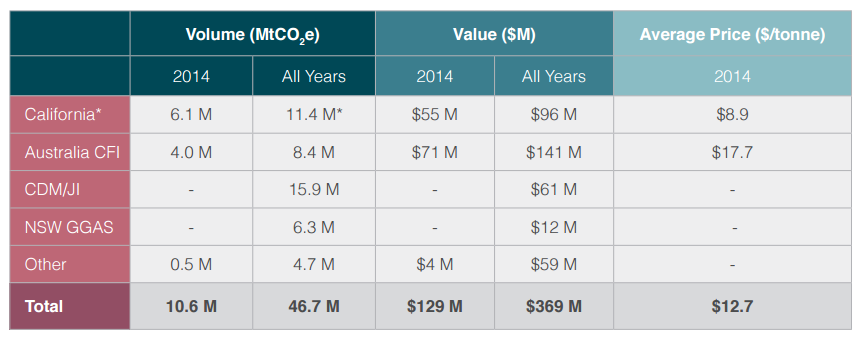 Volume (MtCO2e) Value ($M) Average Price ($/tonne)
2014 All Years 2014 All Years 2014
California* 6.1 M 11.4 M* $55 M $96 M $8.9
Australia CFI 4.0 M 8.4 M $71 M $141 M $17.7
CDM/JI - 15.9 M - $61 M -
NSW GGAS - 6.3 M - $12 M -
Other 0.5 M 4.7 M $4 M $59 M -
Total 10.6 M 46.7 M $129 M $369 M $12.7